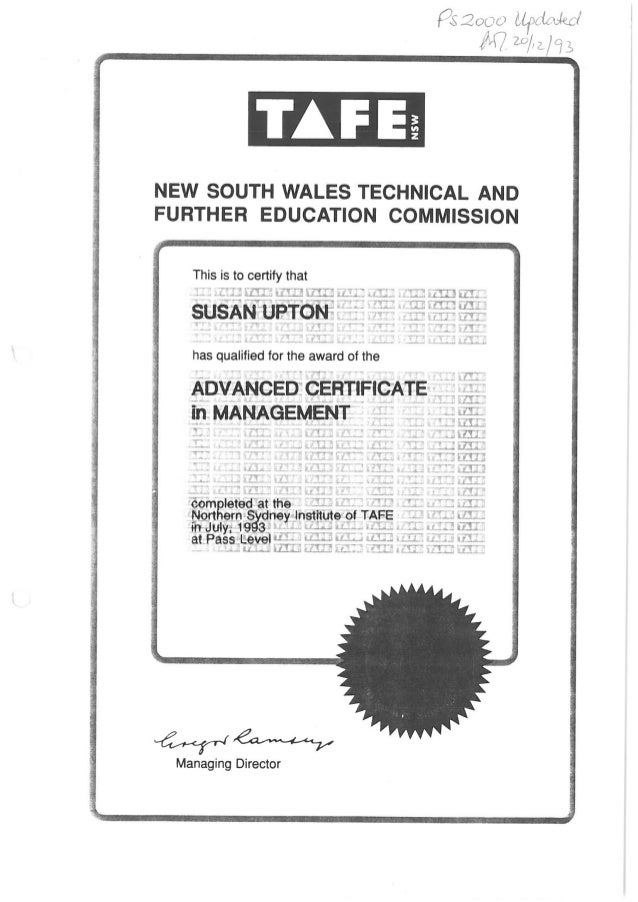 PS2000 Updated
20/12/93
TAFE NSW
NEW SOUTH WALES TECHNICAL AND
FURTHER EDUCATION COMMISSION
This is to certify that
SUSAN UPTON
has qualified for the award of the
ADVANCED CERTIFICATE
in MANAGEMENT
completed at the
Northern Sydney Institute of TAFE
in July, 1993
at Pass Level
Gregor Ramsey
Managing Director